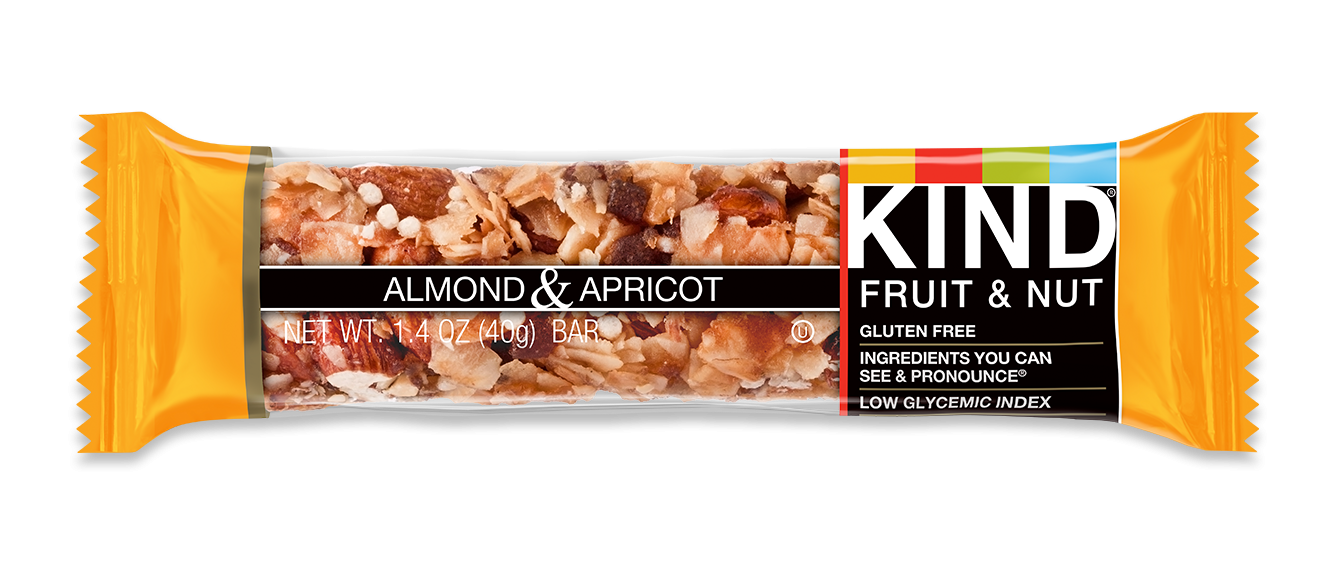 ALMOND & APRICOT
NET WT. 1.4 OZ (40g) BAR
U
KIND®
FRUIT & NUT
GLUTEN FREE
INGREDIENTS YOU CAN
SEE & PRONOUNCE®
LOW GLYCEMIC INDEX